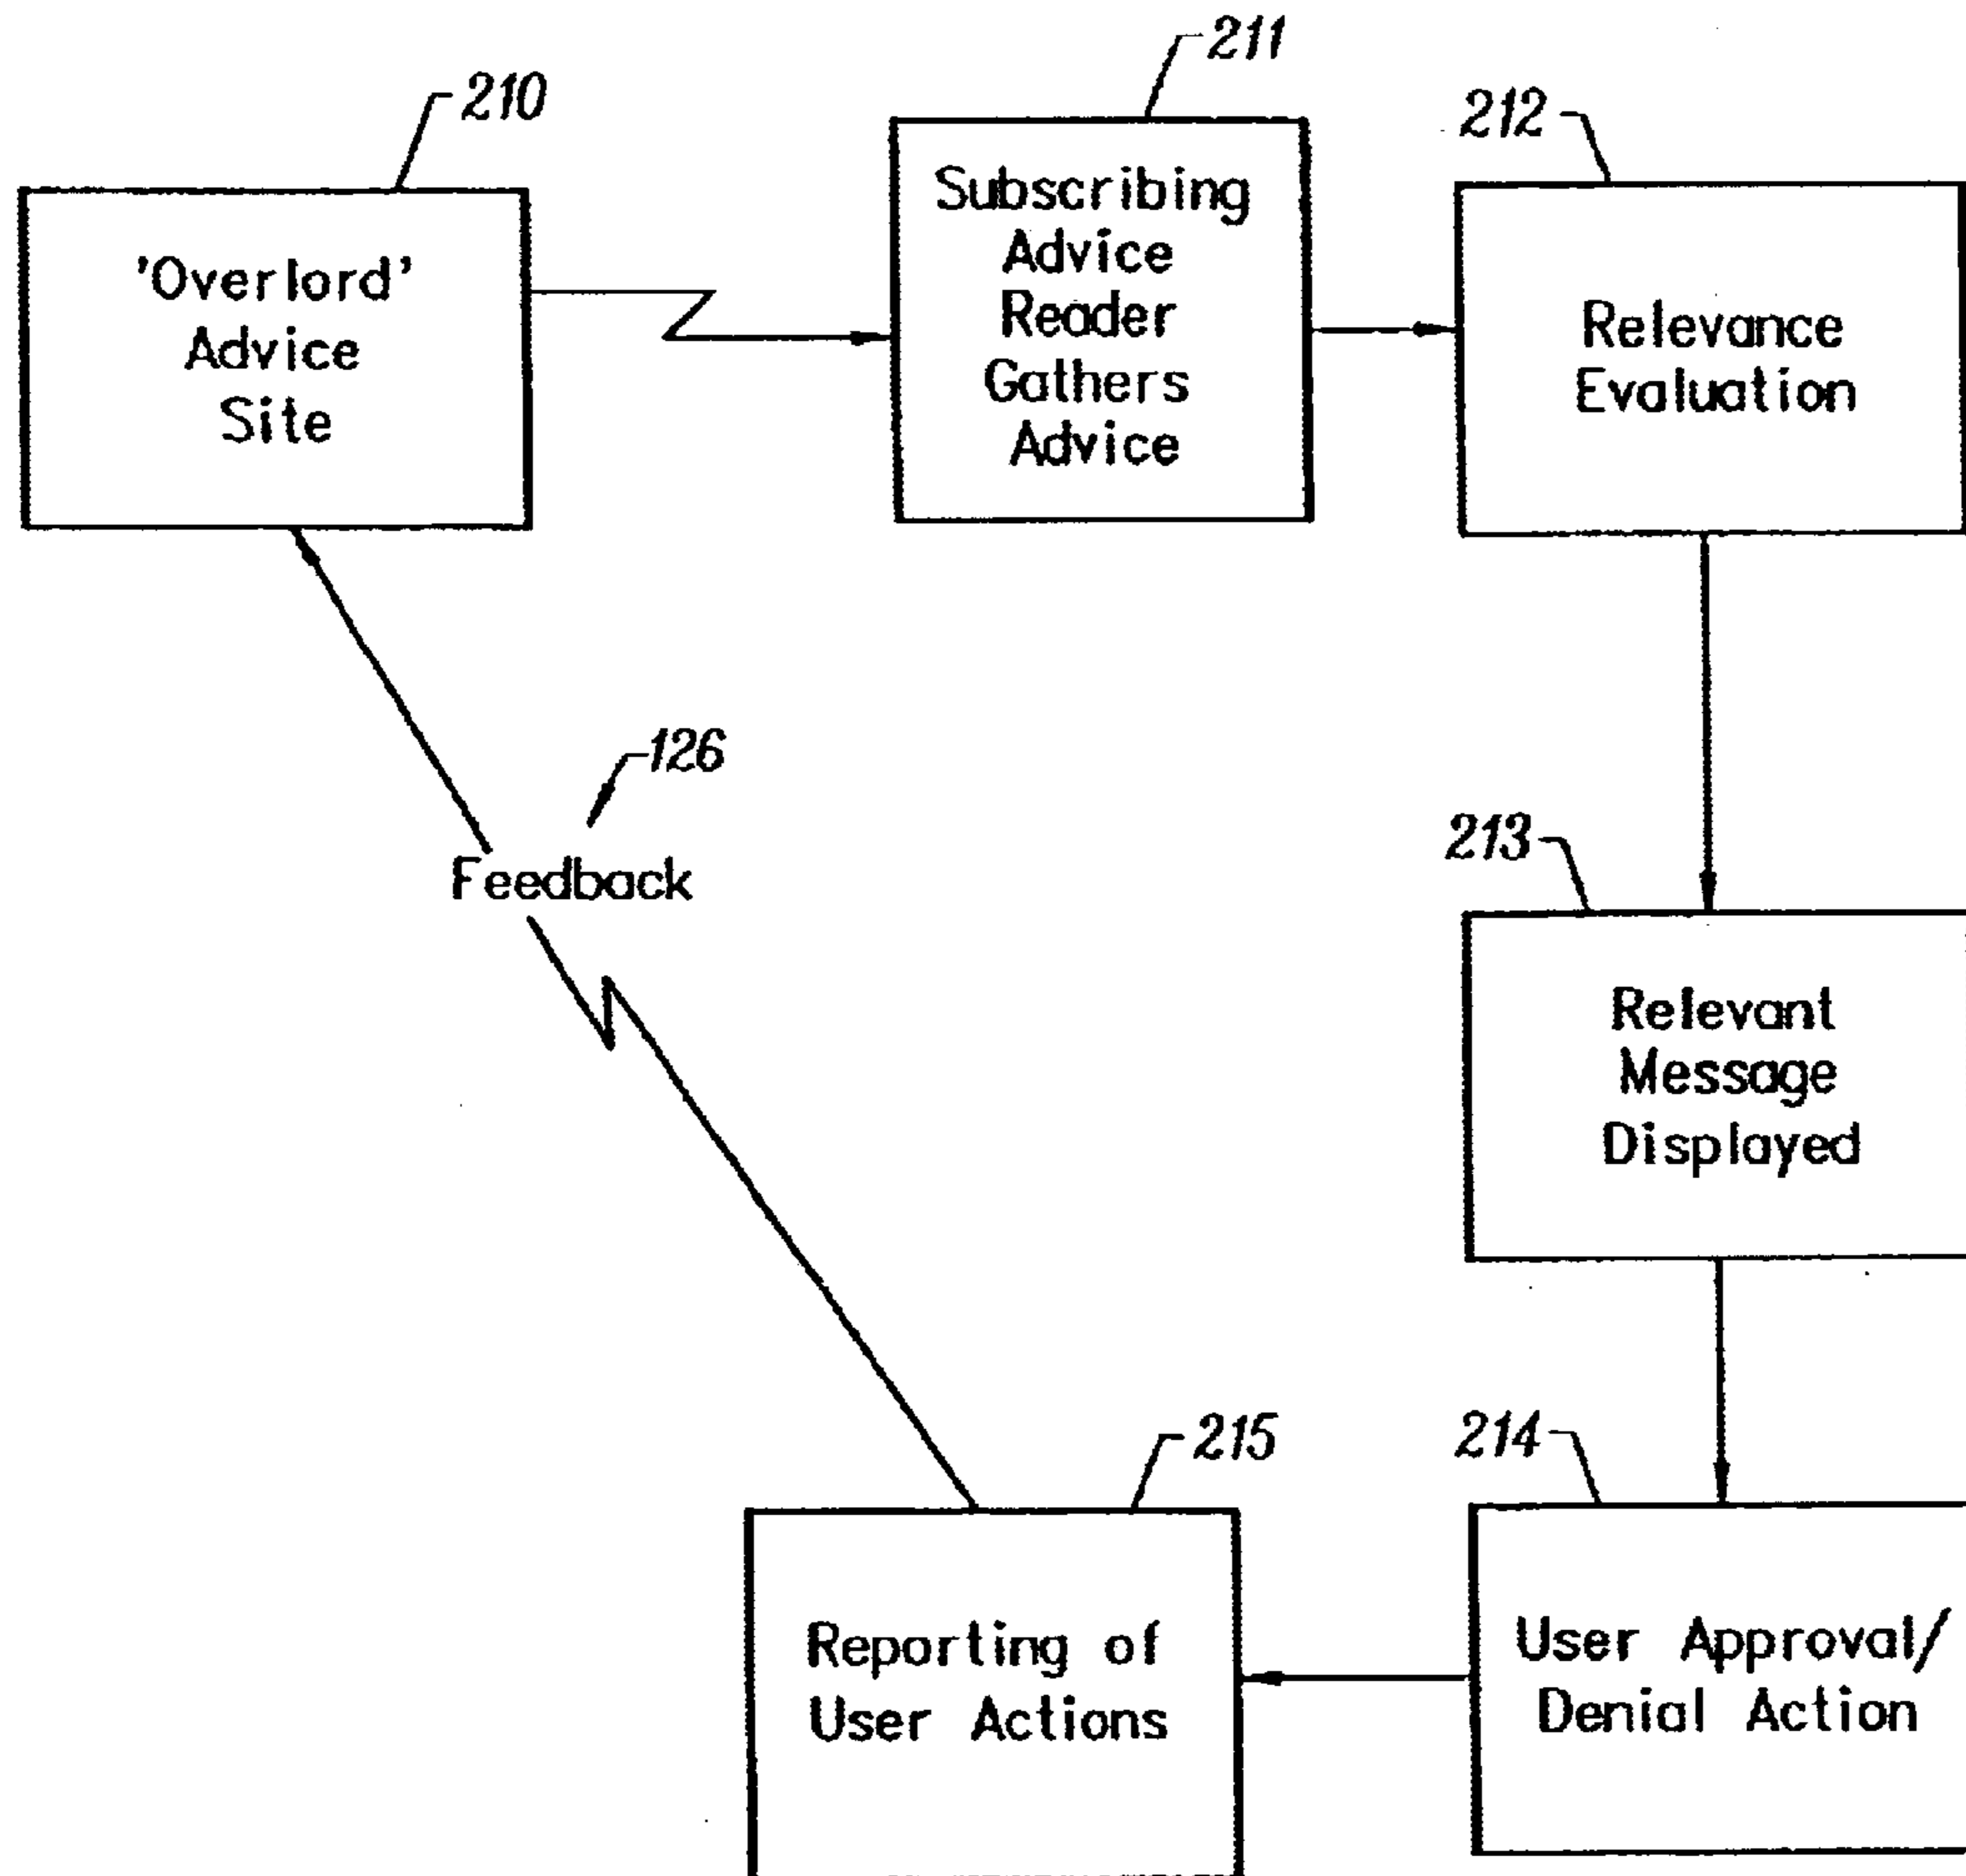 210
'Overlord'
Advice
Site
211
Subscribing
Advice
Reader
Gathers
Advice
212
Relevance
Evaluation
126
Feedback
213
Relevant
Message
Displayed
214
User Approval/
Denial Action
215
Reporting of
User Actions